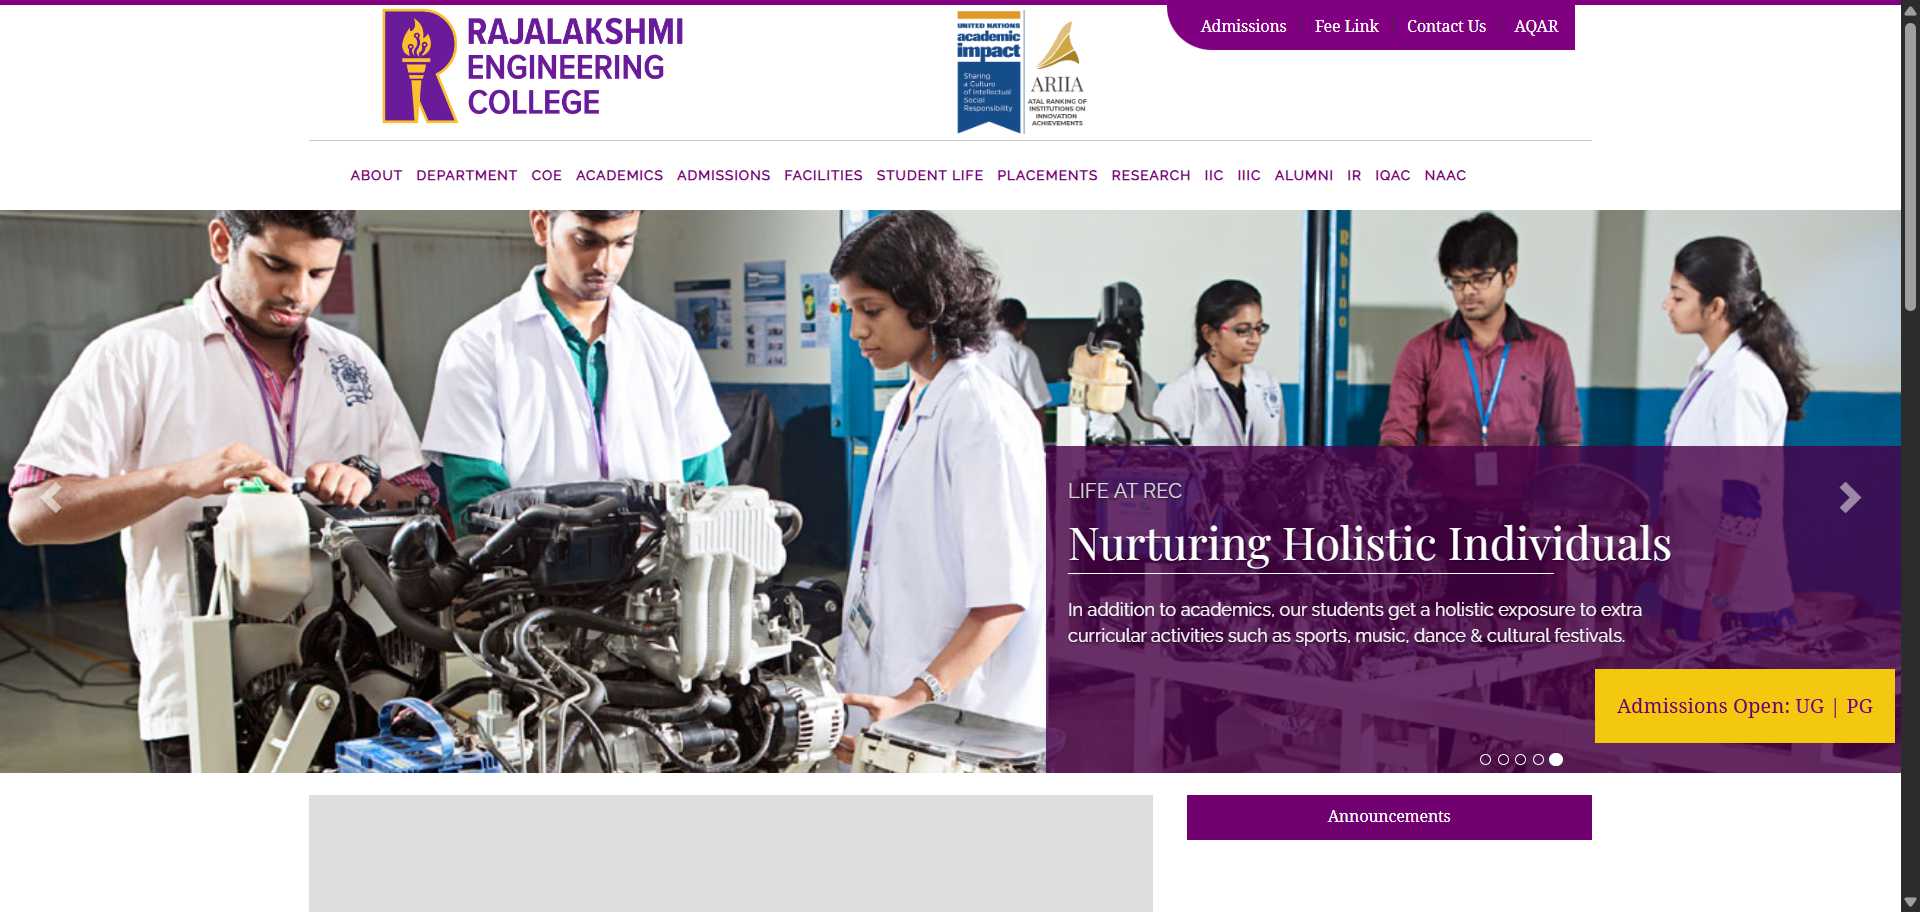 RAJALAKSHMI
ENGINEERING
COLLEGE
UNITED NATIONS
academic
impact
Sharing
a Culture
of Intellectual
Social
Responsibility
ARIIA
ATAL RANKING OF
INSTITUTIONS ON
INNOVATION
ACHIEVEMENTS
Admissions Fee Link Contact Us AQAR
ABOUT DEPARTMENT COE ACADEMICS ADMISSIONS FACILITIES STUDENT LIFE PLACEMENTS RESEARCH IIC IIIC ALUMNI IR IQAC NAAC
Rhino
LIFE AT REC
Nurturing Holistic Individuals
In addition to academics, our students get a holistic exposure to extra
curricular activities such as sports, music, dance & cultural festivals.
Admissions Open: UG | PG
Announcements